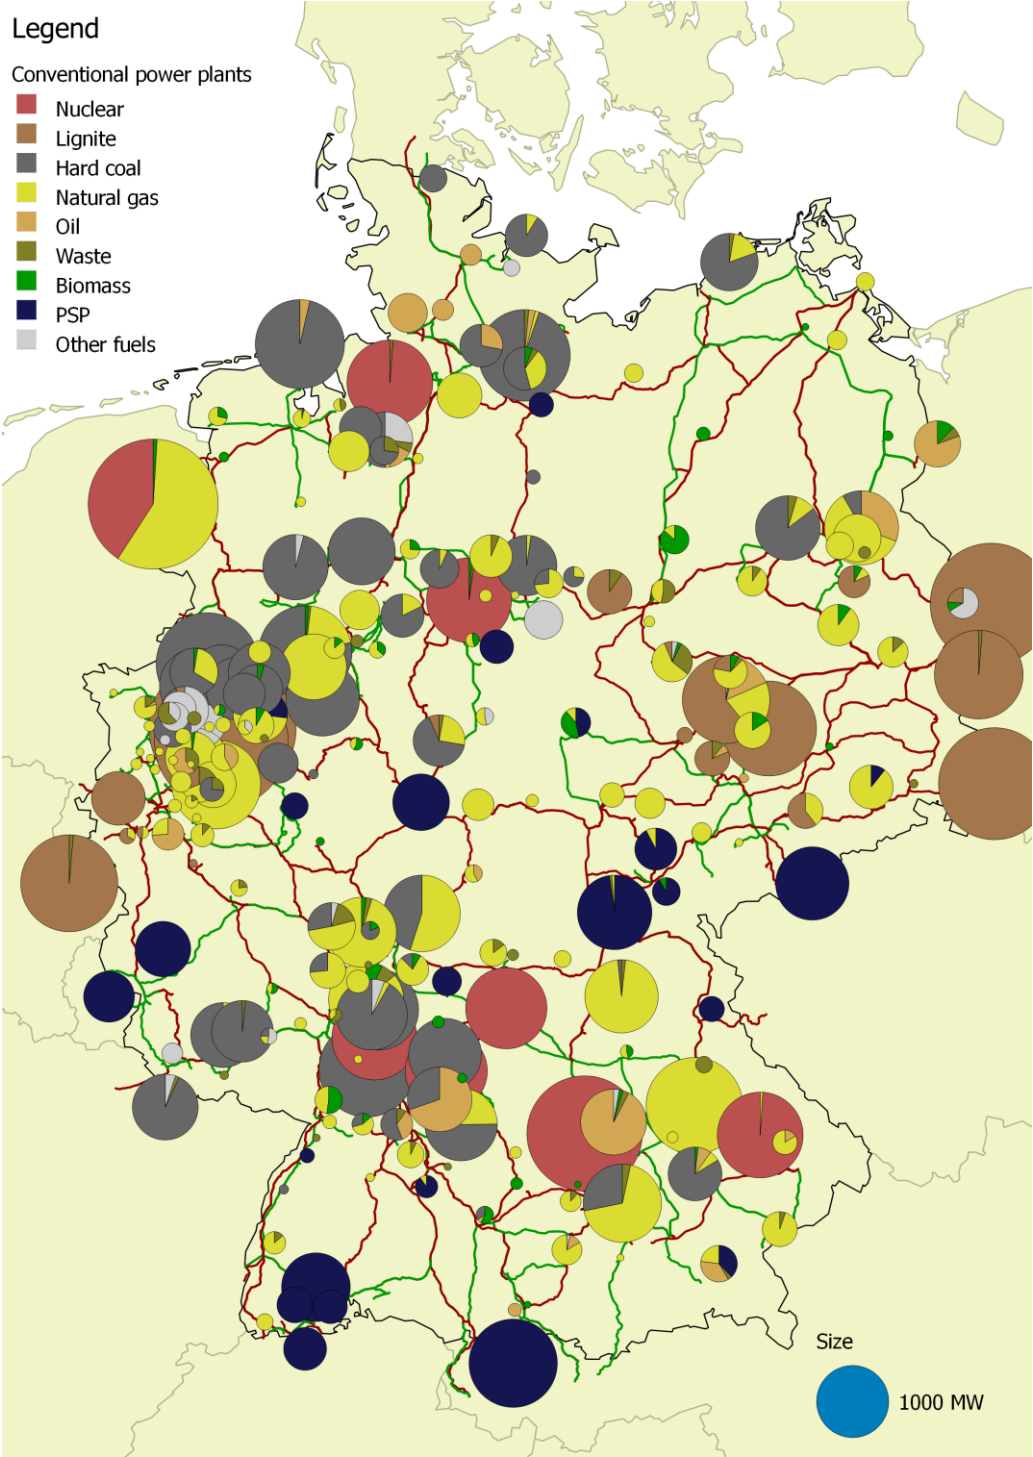 Legend
Conventional power plants
Nuclear
Lignite
Hard coal
Natural gas
Oil
Waste
Biomass
PSP
Other fuels
Size
1000 MW